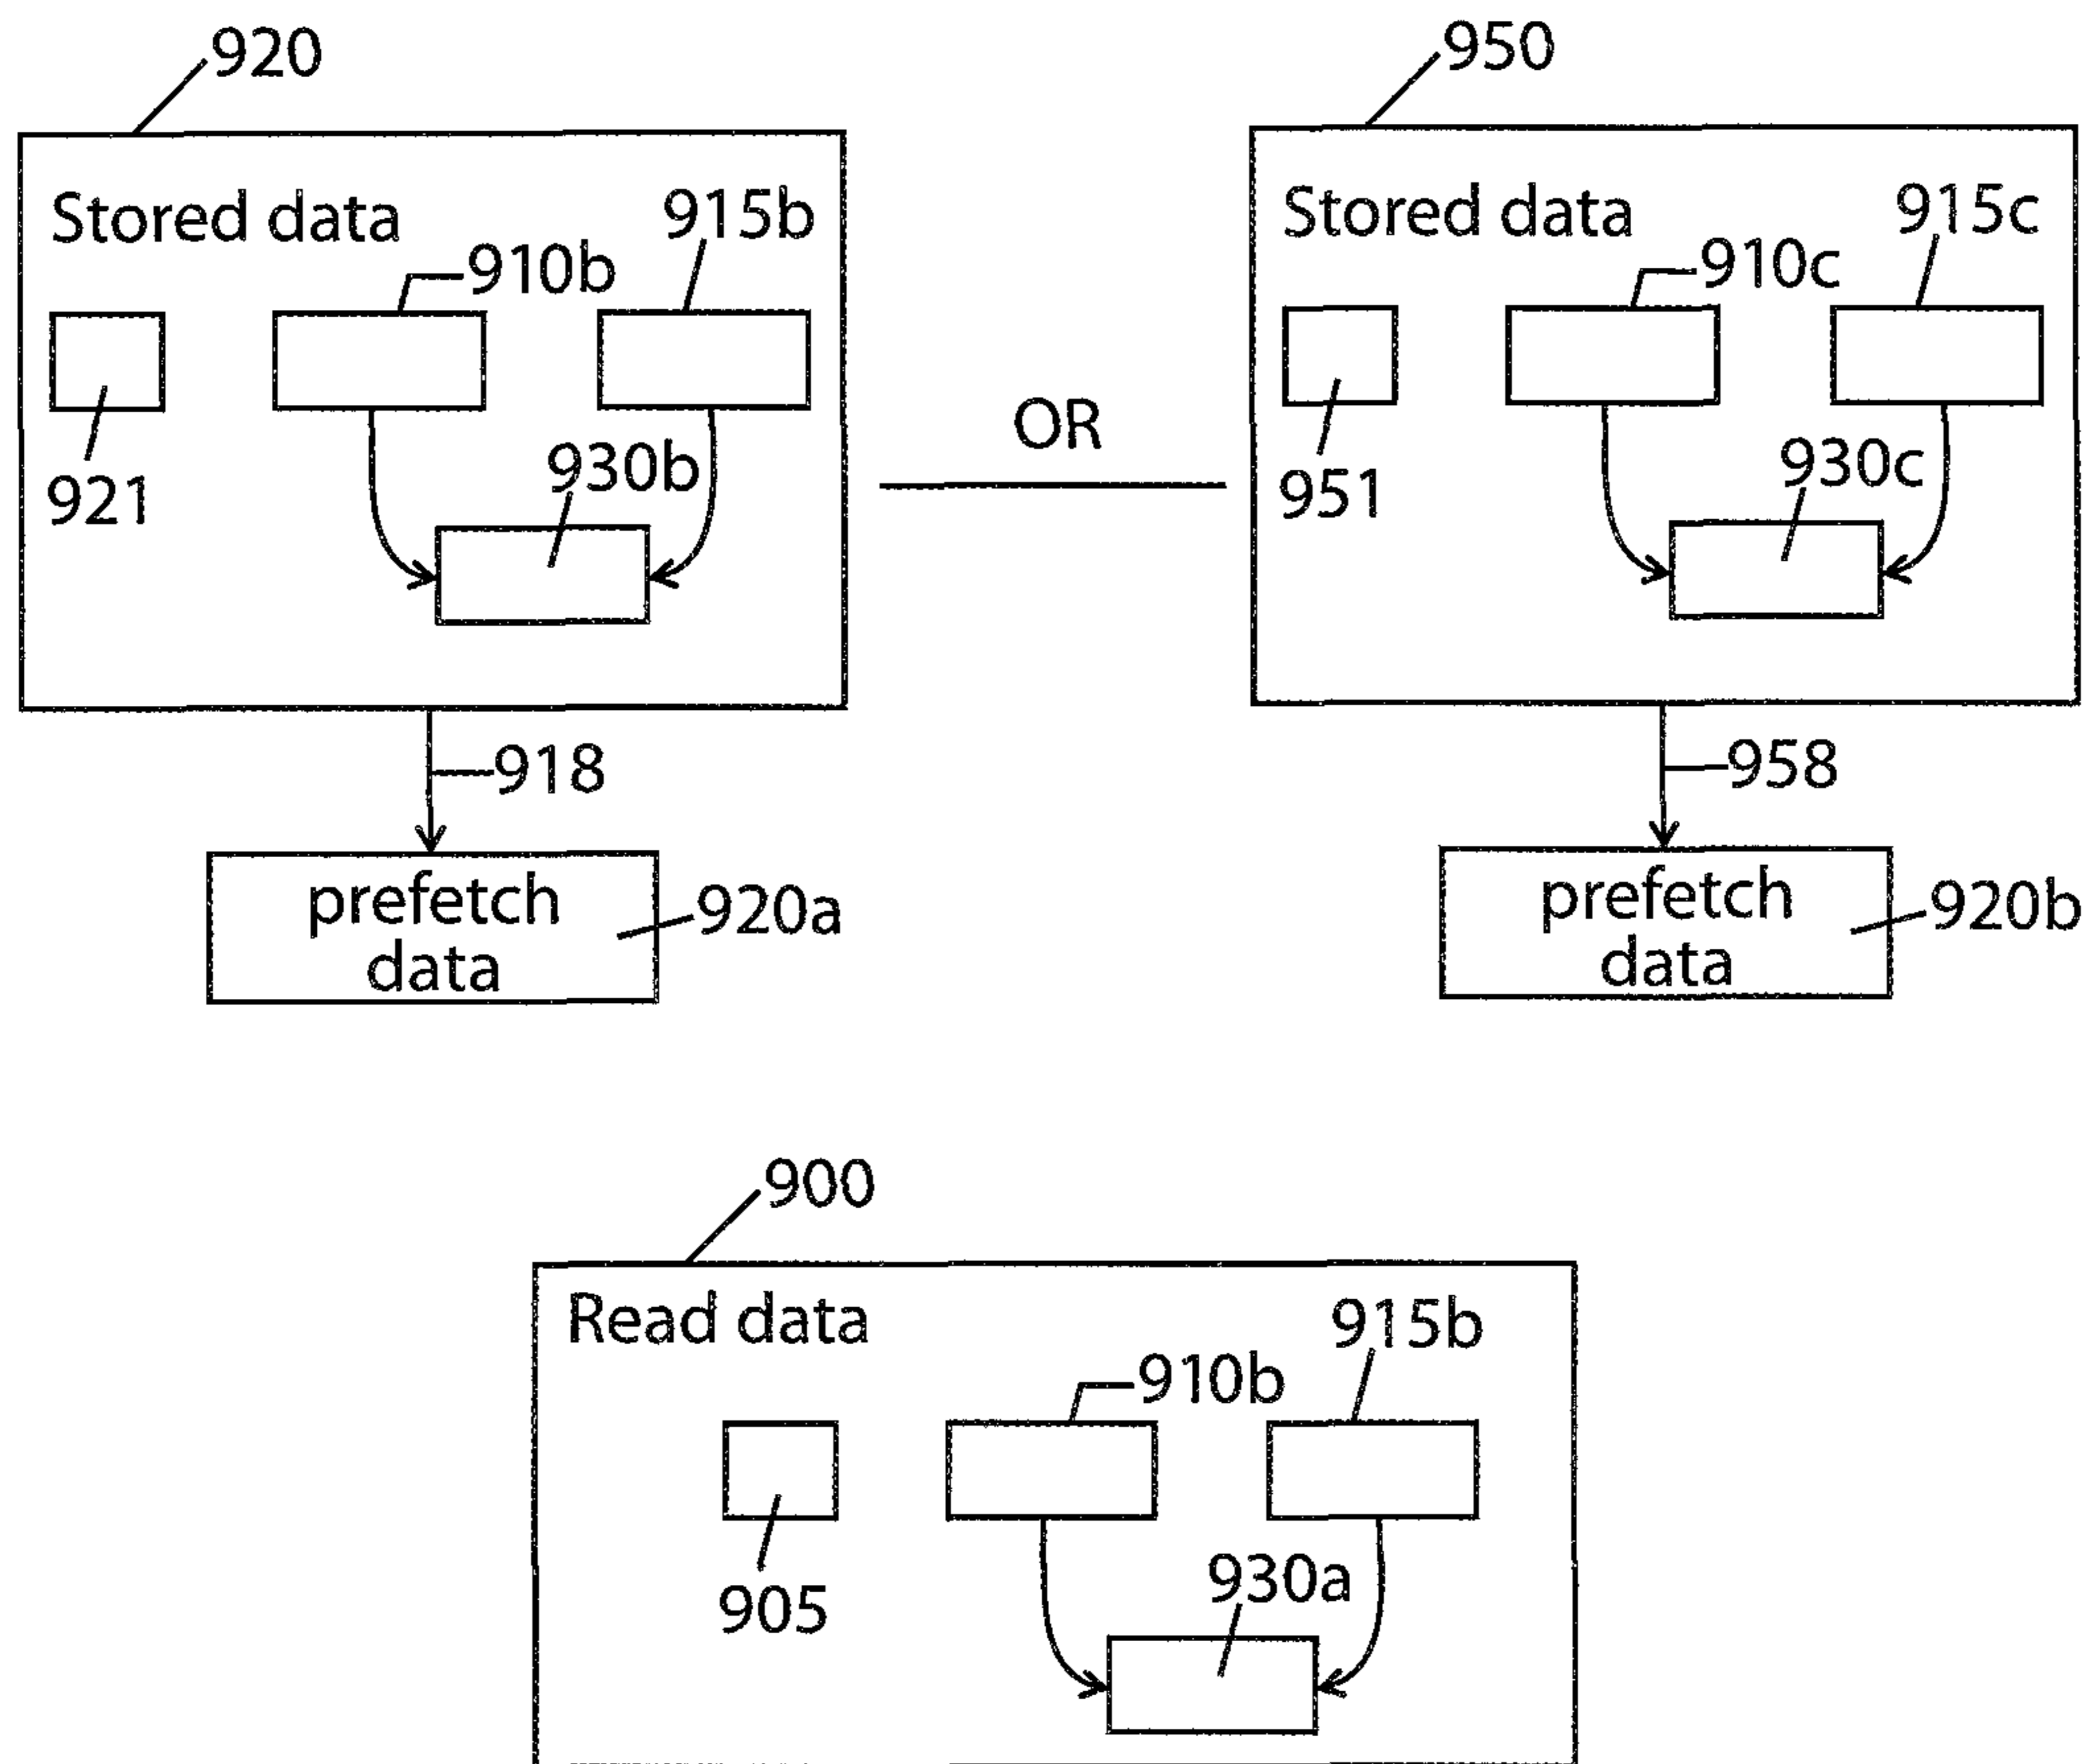 920
950
Stored data
915b
910b
921
930b
OR
Stored data
915c
910c
951
930c
918
958
prefetch
data
920a
prefetch
data
920b
900
Read data
915b
910b
905
930a